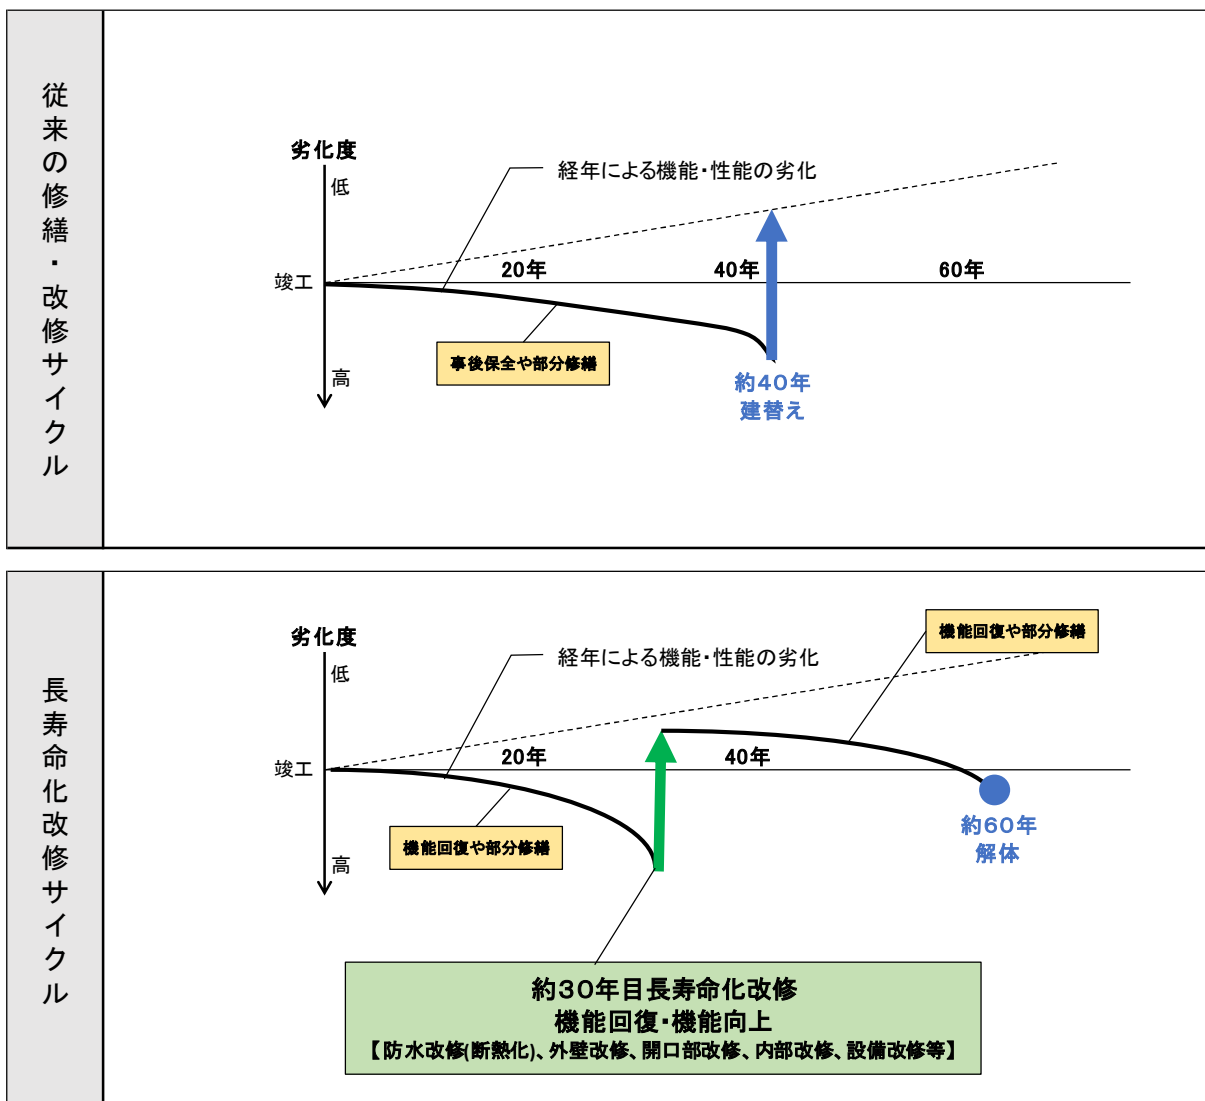 従来の修繕・改修サイクル
劣化度
低
経年による機能・性能の劣化
竣工
20年
40年
60年
事後保全や部分修繕
高
約40年
建替え
長寿命化改修サイクル
機能回復や部分修繕
劣化度
低
経年による機能・性能の劣化
竣工
20年
40年
機能回復や部分修繕
高
約60年
解体
約30年目長寿命化改修
機能回復・機能向上
【防水改修(断熱化)、外壁改修、開口部改修、内部改修、設備改修等】